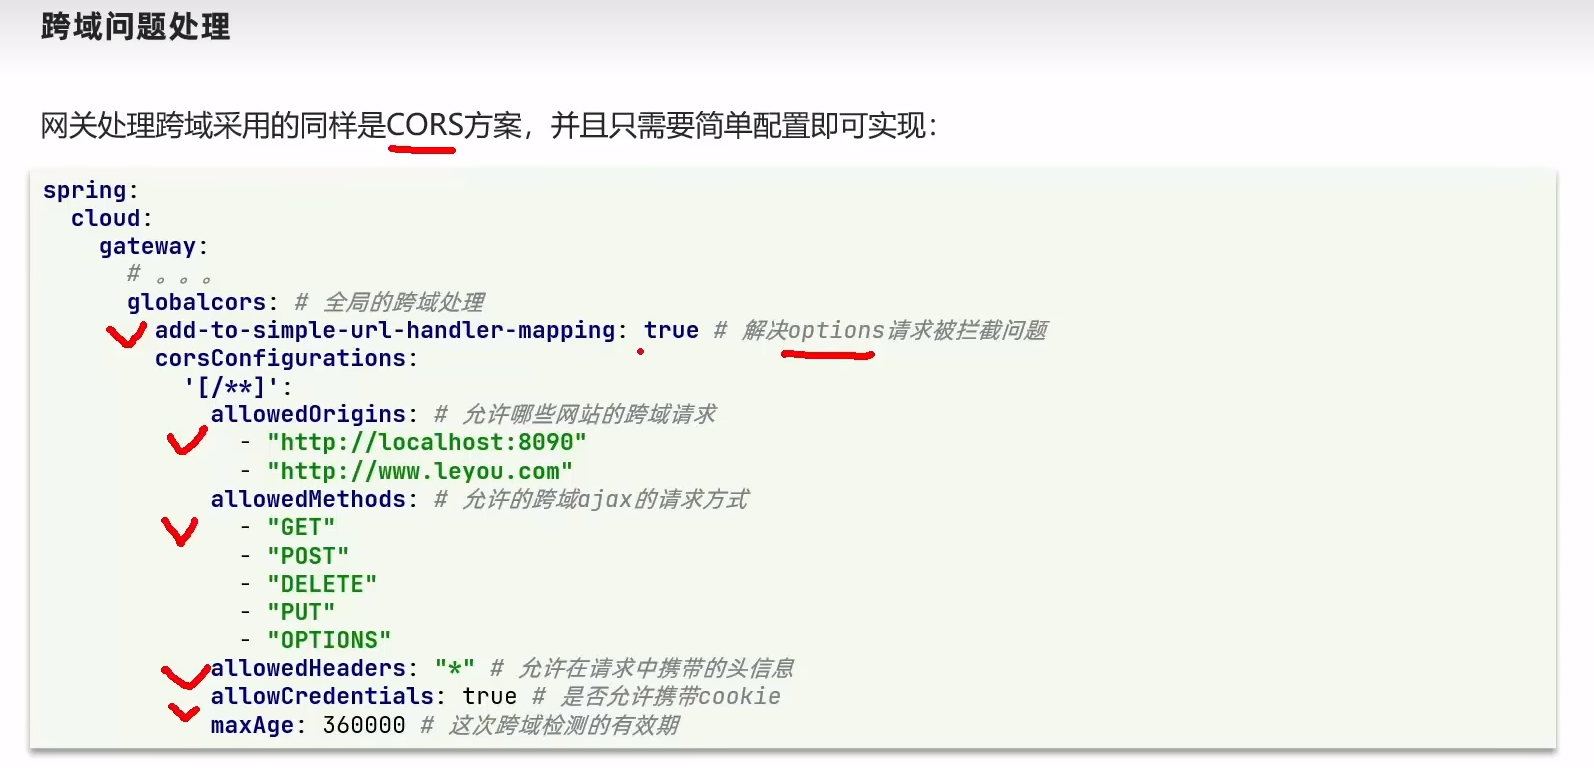 跨域问题处理
网关处理跨域采用的同样是CORS方案，并且只需要简单配置即可实现：
spring:
  cloud:
    gateway:
      # 。。。
      globalcors: # 全局的跨域处理
        add-to-simple-url-handler-mapping: true # 解决options请求被拦截问题
        corsConfigurations:
          '[/**]':
            allowedOrigins: # 允许哪些网站的跨域请求
              - "http://localhost:8090"
              - "http://www.leyou.com"
            allowedMethods: # 允许的跨域ajax的请求方式
              - "GET"
              - "POST"
              - "DELETE"
              - "PUT"
              - "OPTIONS"
            allowedHeaders: "*" # 允许在请求中携带的头信息
            allowCredentials: true # 是否允许携带cookie
            maxAge: 360000 # 这次跨域检测的有效期